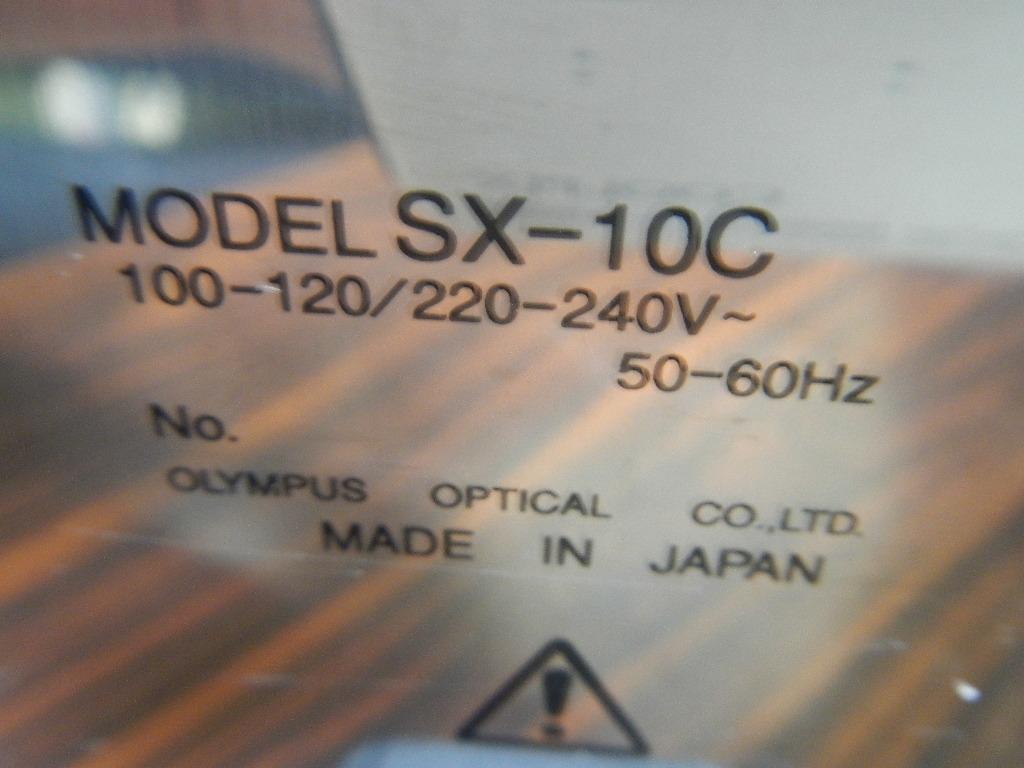 MODEL SX-10C
100-120/220-240V~
50-60Hz
No.
OLYMPUS OPTICAL CO.,LTD.
MADE IN JAPAN